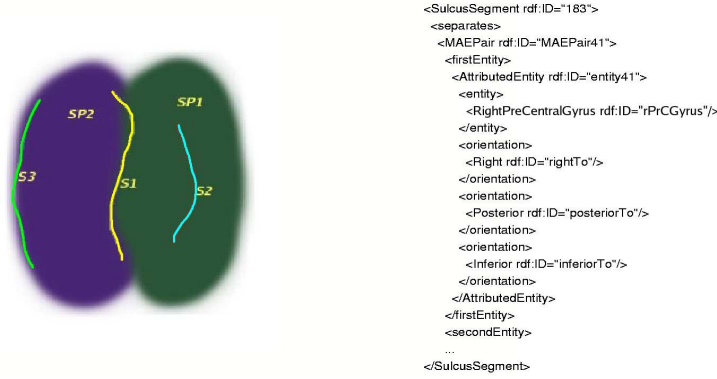 SP2
SP1
S3
S1
S2
<SulcusSegment rdf:ID="183">
<separates>
<MAEPair rdf:ID="MAEPair41">
<firstEntity>
<AttributedEntity rdf:ID="entity41">
<entity>
<RightPreCentralGyrus rdf:ID="rPrCGyrus"/>
</entity>
<orientation>
<Right rdf:ID="rightTo"/>
</orientation>
<orientation>
<Posterior rdf:ID="posteriorTo"/>
</orientation>
<orientation>
<Inferior rdf:ID="inferiorTo"/>
</orientation>
</AttributedEntity>
</firstEntity>
<secondEntity>
...
</SulcusSegment>